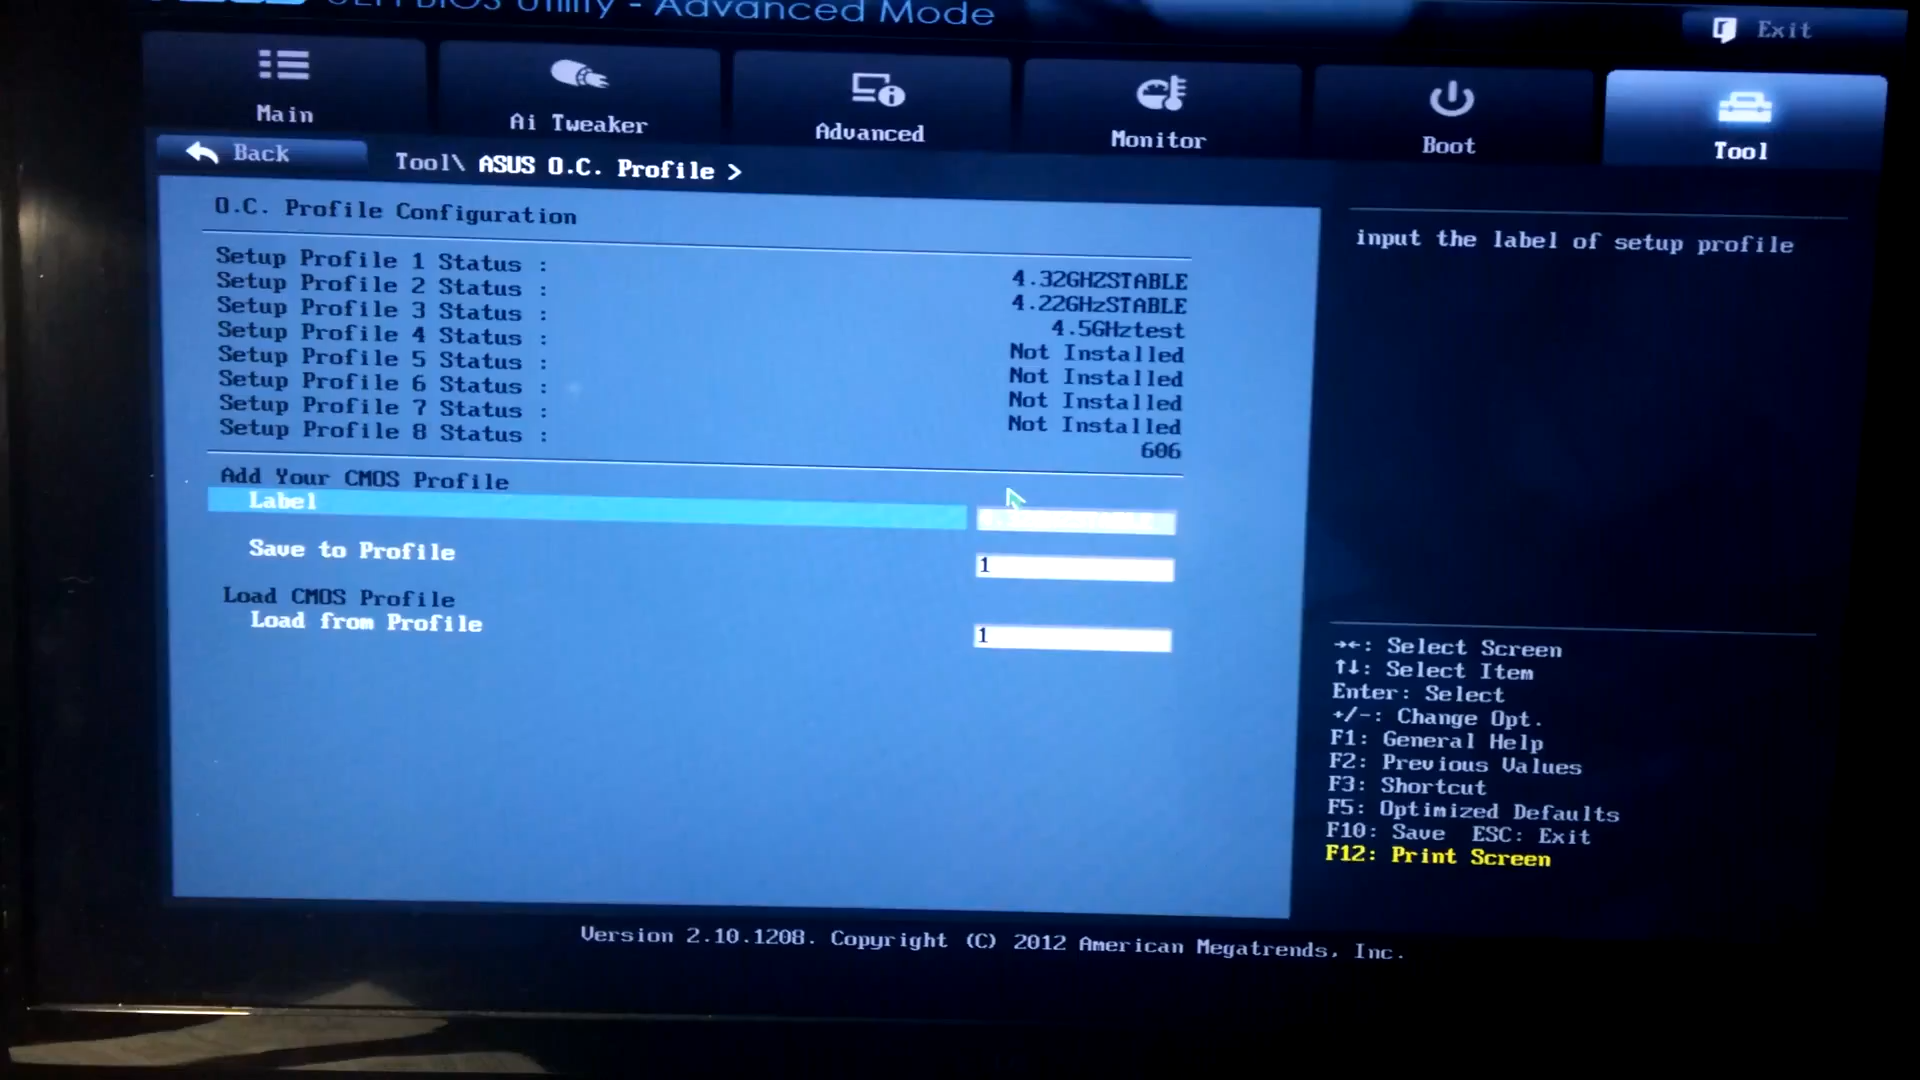 UEFI BIOS Utility - Advanced Mode
Exit
Main
Ai Tweaker
Advanced
Monitor
Boot
Tool
Back
Tool\ ASUS O.C. Profile >
O.C. Profile Configuration
Setup Profile 1 Status : 4.32GHZSTABLE
Setup Profile 2 Status : 4.22GHzSTABLE
Setup Profile 3 Status : 4.5GHztest
Setup Profile 4 Status : Not Installed
Setup Profile 5 Status : Not Installed
Setup Profile 6 Status : Not Installed
Setup Profile 7 Status : Not Installed
Setup Profile 8 Status : 606
Add Your CMOS Profile
Label
Save to Profile 1
Load CMOS Profile
Load from Profile 1
input the label of setup profile
→←: Select Screen
↑↓: Select Item
Enter: Select
+/-: Change Opt.
F1: General Help
F2: Previous Values
F3: Shortcut
F5: Optimized Defaults
F10: Save ESC: Exit
F12: Print Screen
Version 2.10.1208. Copyright (C) 2012 American Megatrends, Inc.